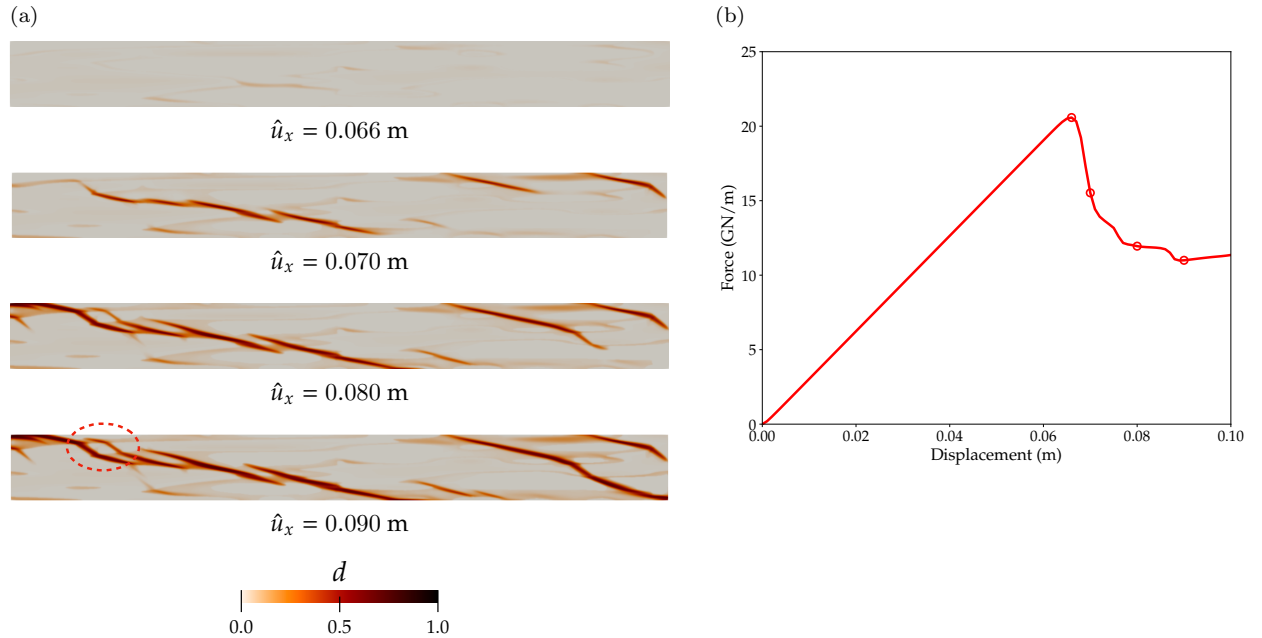 (a)
û_x = 0.066 m
û_x = 0.070 m
û_x = 0.080 m
û_x = 0.090 m
d
0.0 0.5 1.0
(b)
25
20
15
10
5
0
Force (GN/m)
0.00 0.02 0.04 0.06 0.08 0.10
Displacement (m)